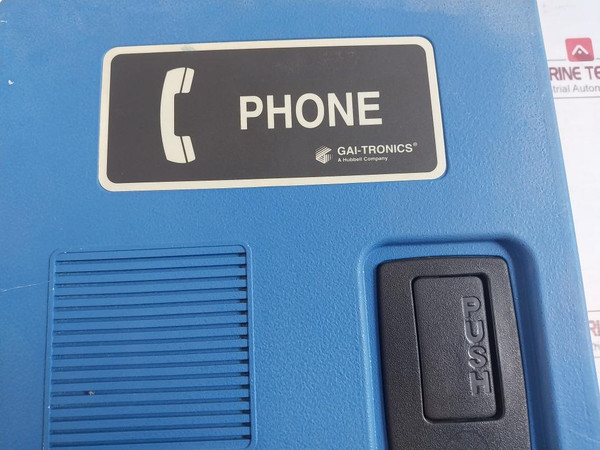 PHONE
GAI-TRONICS®
A Hubbell Company
PUSH